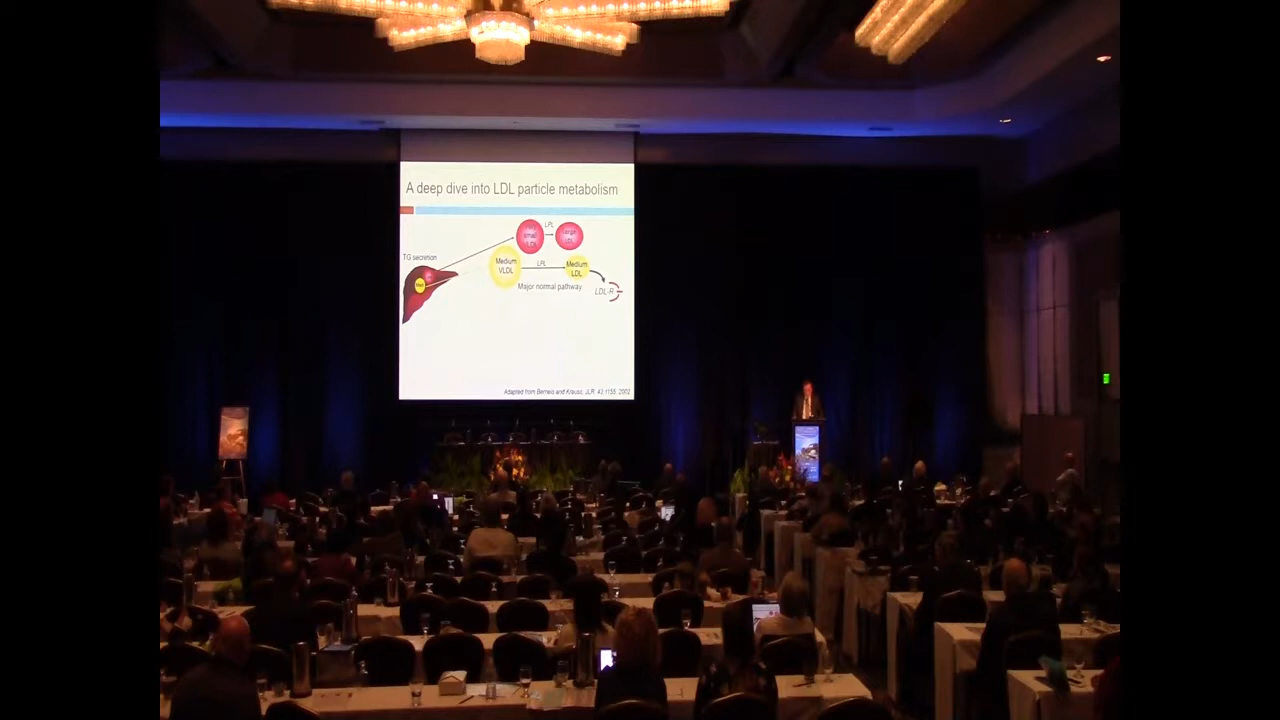 A deep dive into LDL particle metabolism
TG secretion
LPL
Medium
VLDL
LPL
Medium
LDL
Major normal pathway
LDL-R
Adapted from Berneis and Krauss, JLR 43:1155, 2002